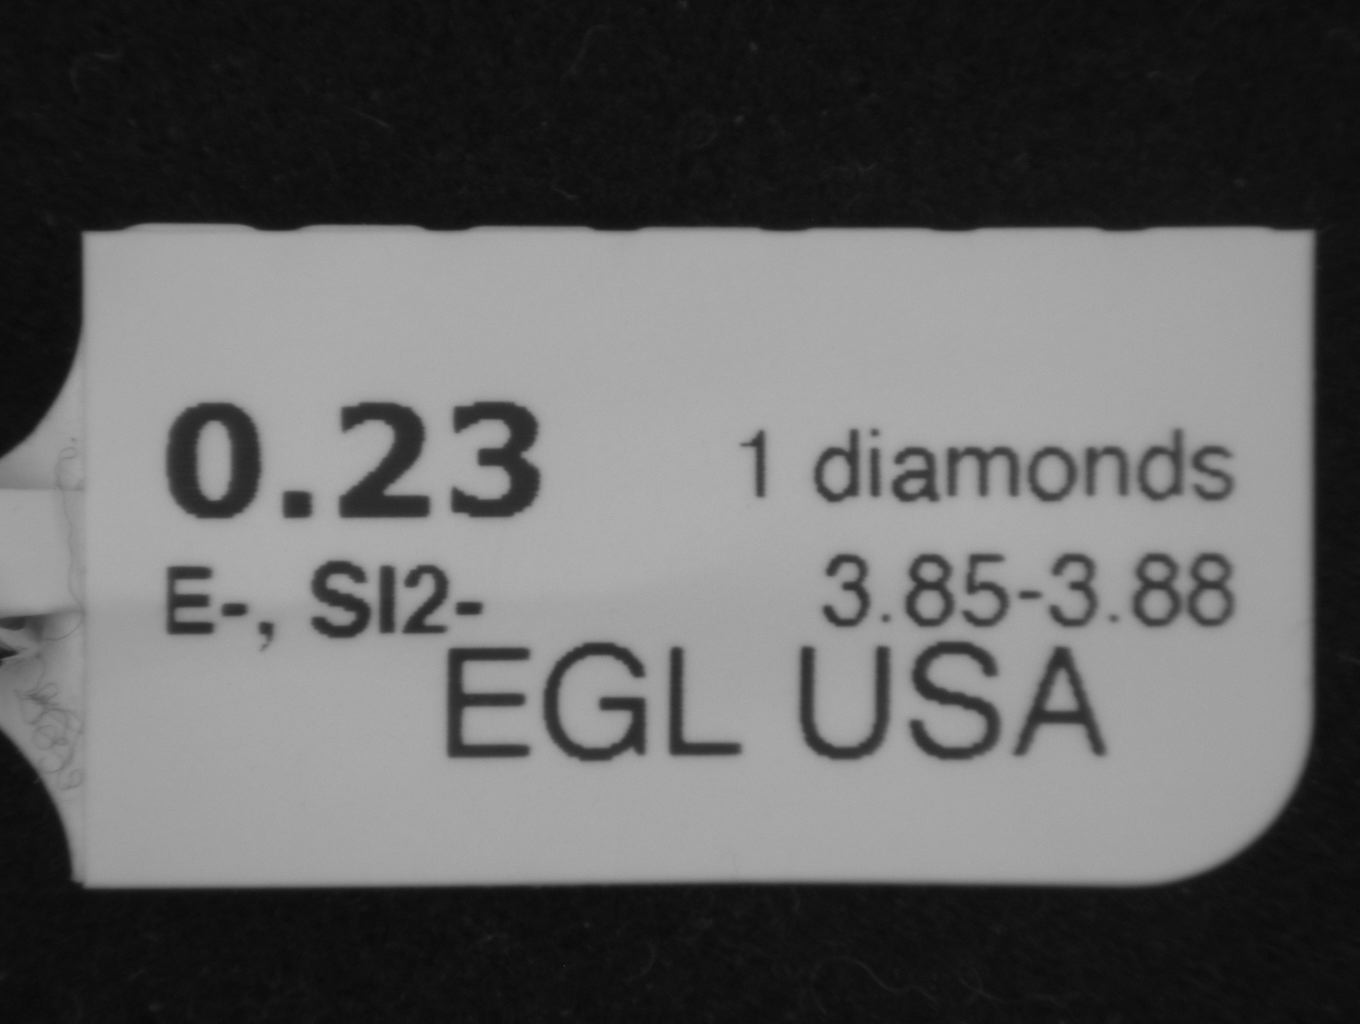 0.23 1 diamonds
E-, SI2- 3.85-3.88
EGL USA